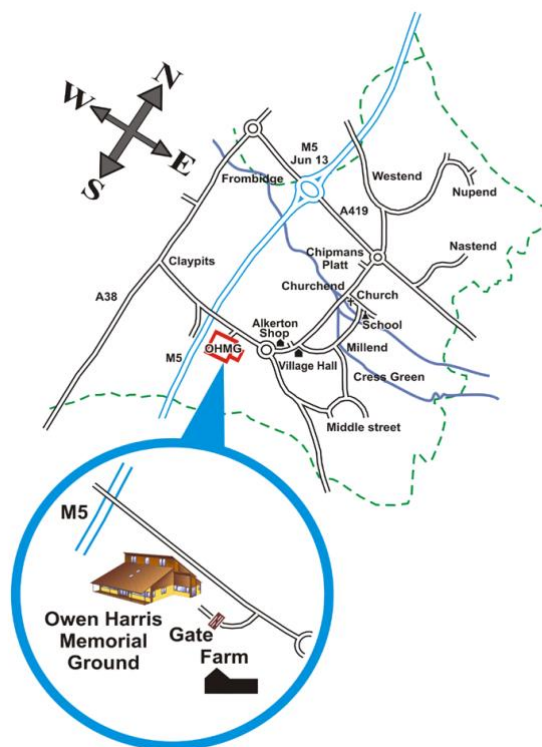 N
W
E
S
M5
Jun 13
Frombidge
Westend
Nupend
A419
Chipmans
Platt
Nastend
Claypits
Churchend
Church
A38
Alkerton
Shop
School
M5
OHMG
Millend
Village Hall
Cress Green
Middle street
M5
Owen Harris
Memorial
Ground
Gate
Farm